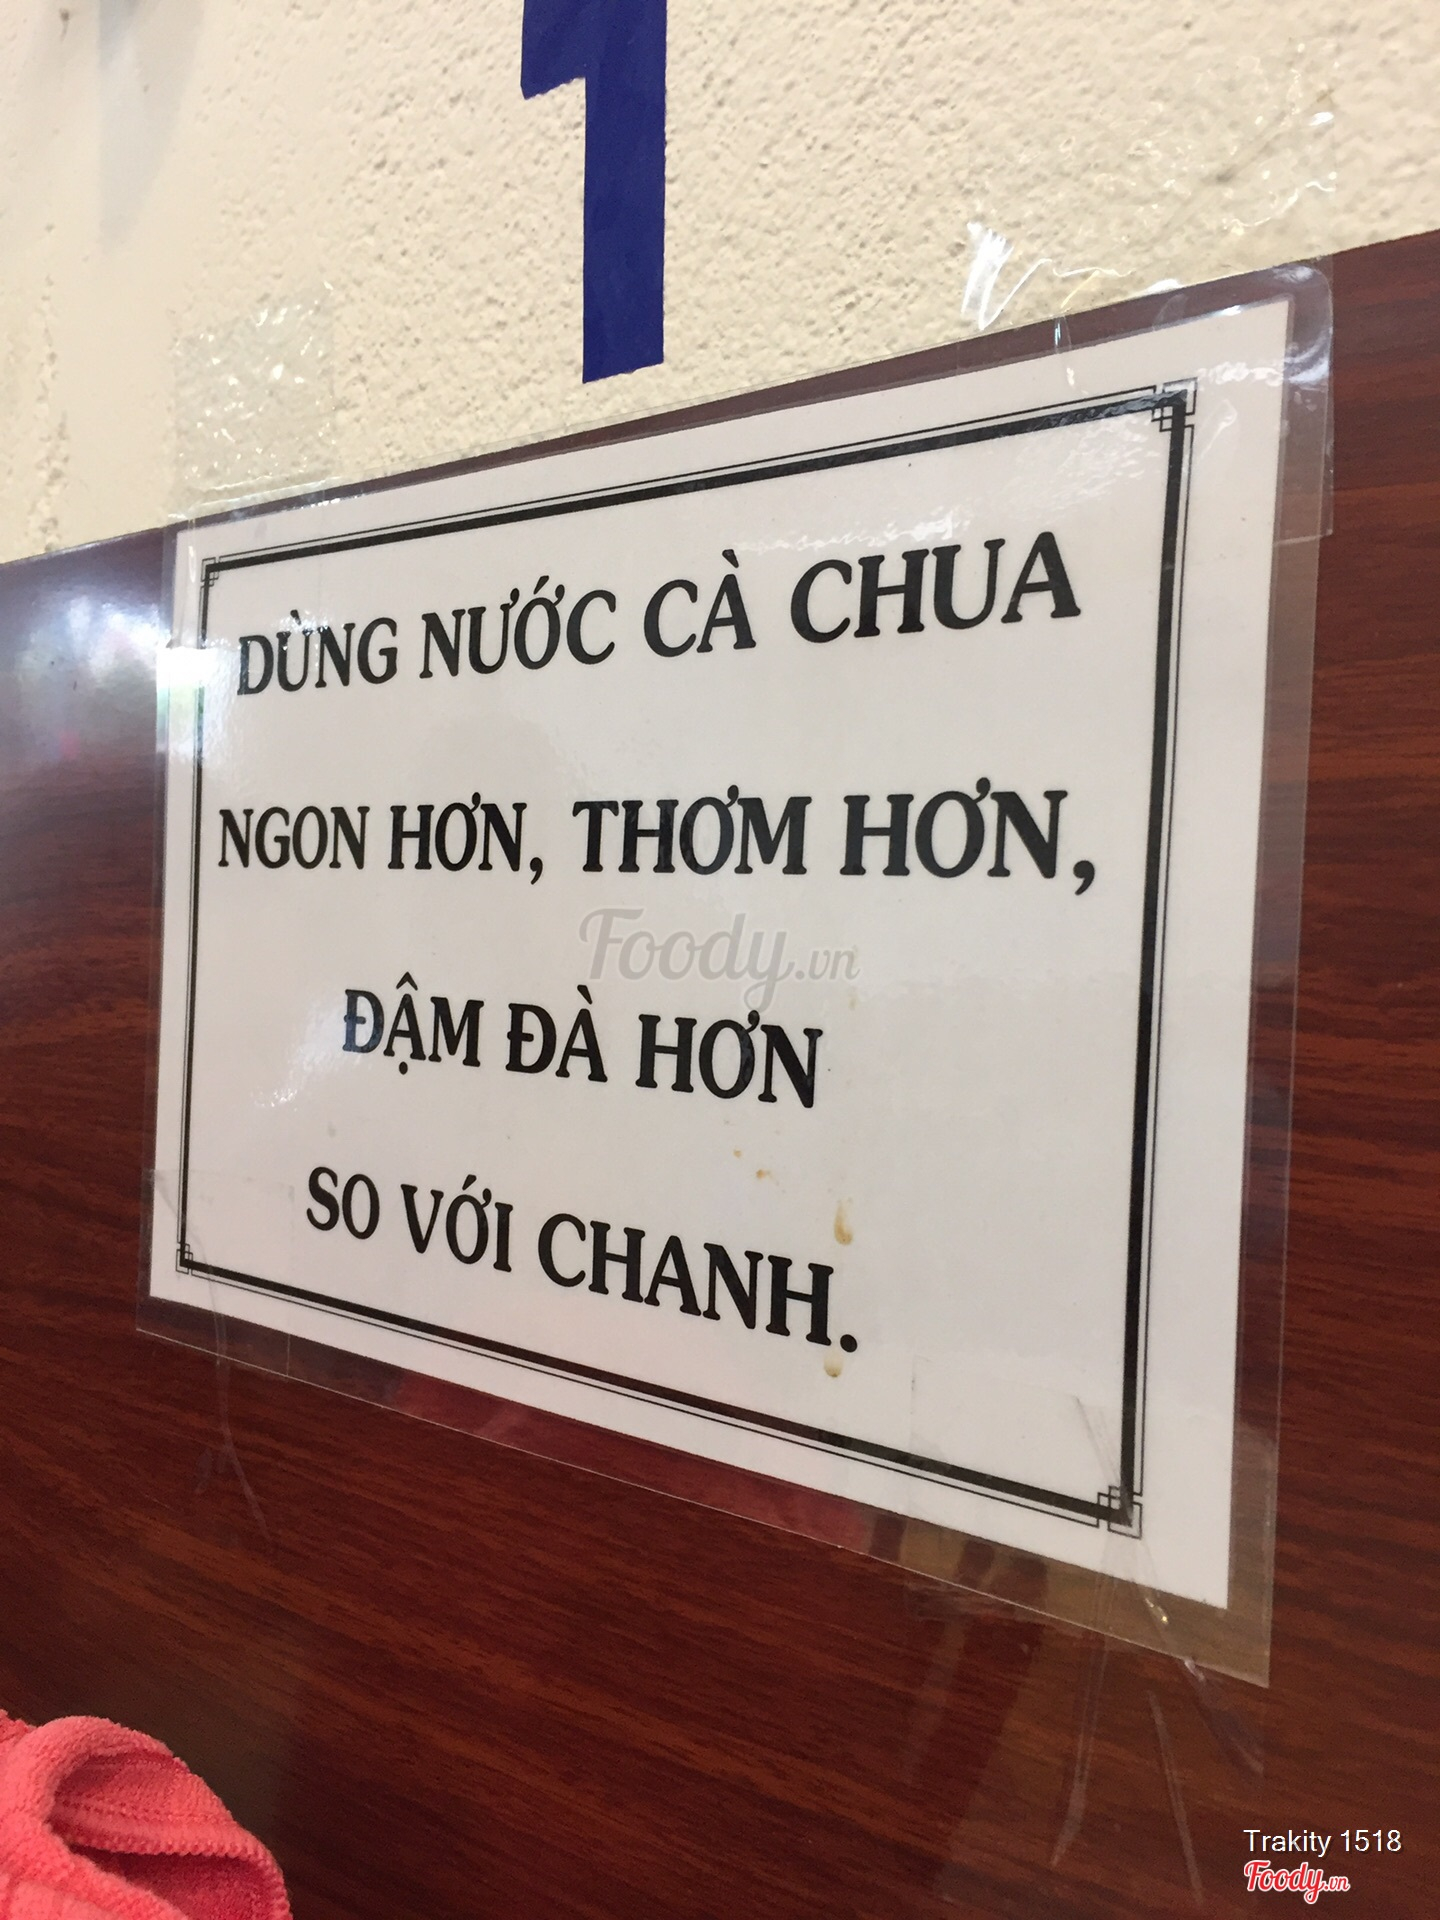 1
DÙNG NƯỚC CÀ CHUA
NGON HƠN, THƠM HƠN,
Foody.vn
ĐẬM ĐÀ HƠN
SO VỚI CHANH.
Trakity 1518
Foody.vn